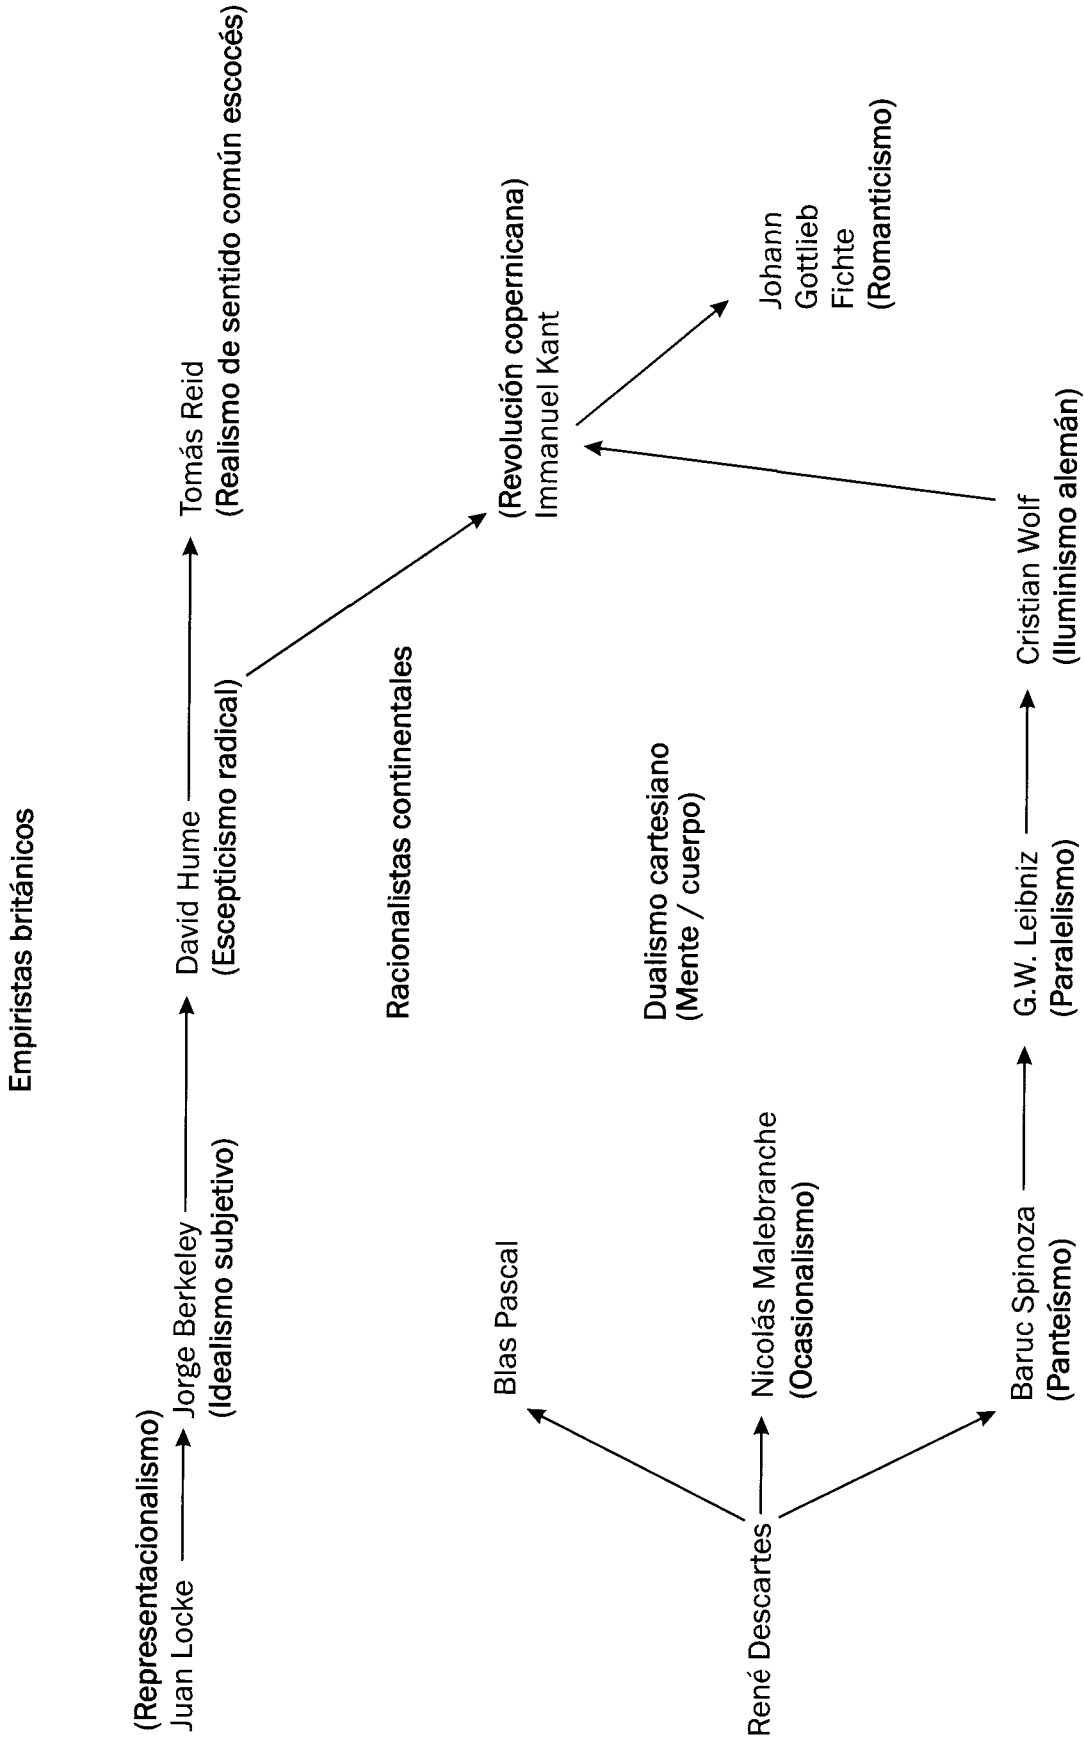 Empiristas británicos
(Representacionalismo)
Juan Locke
Jorge Berkeley
(Idealismo subjetivo)
David Hume
(Escepticismo radical)
Tomás Reid
(Realismo de sentido común escocés)
Racionalistas continentales
(Revolución copernicana)
Immanuel Kant
Blas Pascal
Dualismo cartesiano
(Mente / cuerpo)
René Descartes
Nicolás Malebranche
(Ocasionalismo)
Johann
Gottlieb
Fichte
(Romanticismo)
Baruc Spinoza
(Panteísmo)
G.W. Leibniz
(Paralelismo)
Cristian Wolf
(Iluminismo alemán)